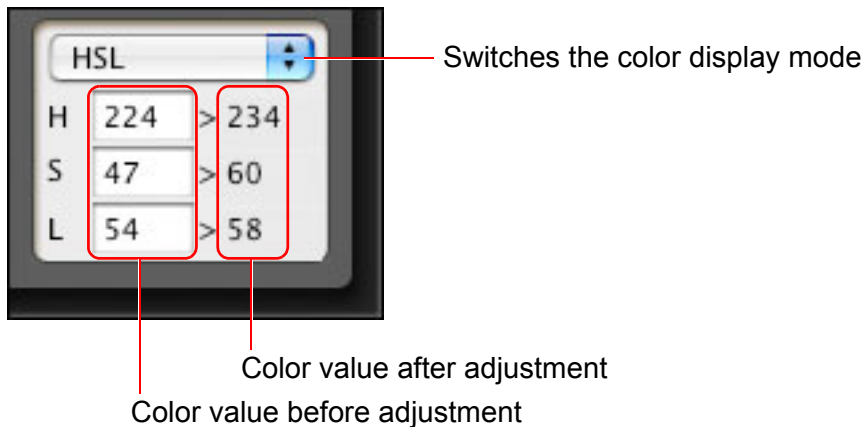 HSL
Switches the color display mode
H 224 > 234
S 47 > 60
L 54 > 58
Color value after adjustment
Color value before adjustment